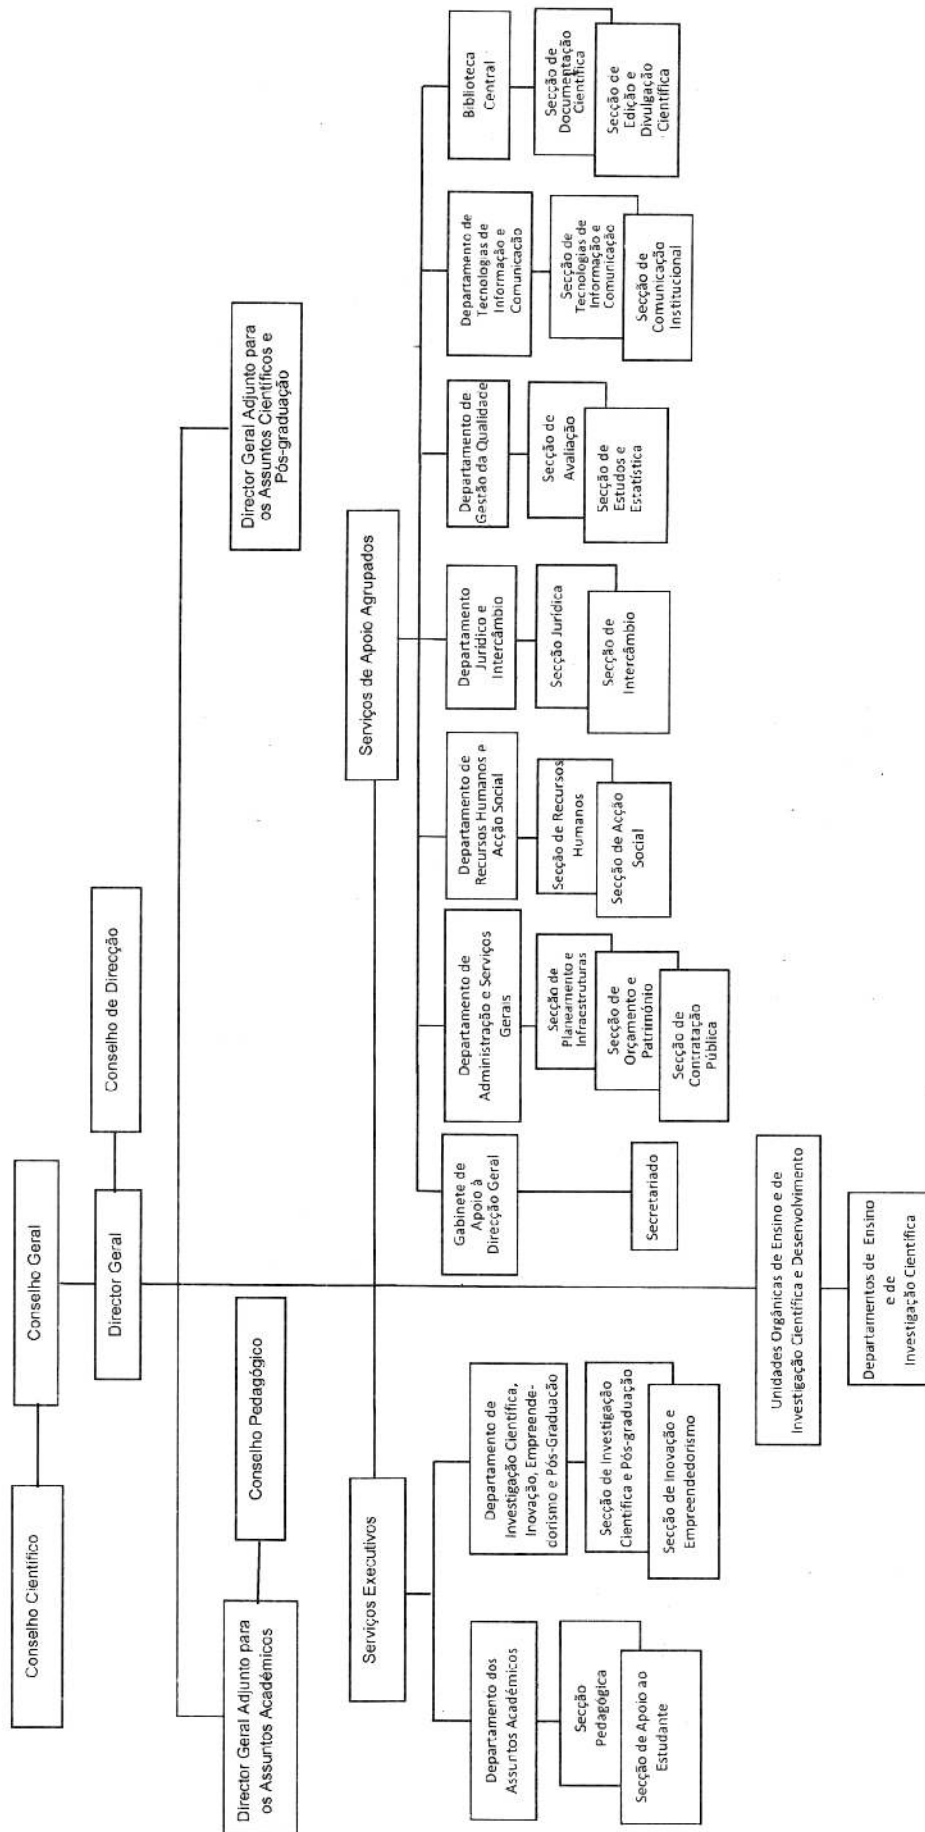 Conselho Científico
Conselho Geral
Director Geral
Conselho de Direcção
Director Geral Adjunto para
os Assuntos Académicos
Conselho Pedagógico
Director Geral Adjunto para
os Assuntos Científicos e
Pós-graduação
Serviços Executivos
Serviços de Apoio Agrupados
Departamento dos
Assuntos Académicos
Secção
Pedagógica
Secção de Apoio ao
Estudante
Departamento de
Investigação Científica,
Inovação, Empreende-
dorismo e Pós-Graduacão
Secção de Investigação
Científica e Pós-graduação
Secção de Inovação e
Empreendedorismo
Gabinete de
Apoio à
Direcção Geral
Secretariado
Departamento de
Administração e Serviços
Gerais
Secção de
Planeamento e
Infraestruturas
Secção de
Orçamento e
Património
Secção de
Contratação
Pública
Departamento de
Recursos Humanos e
Acção Social
Secção de Recursos
Humanos
Secção de Acção
Social
Departamento
Jurídico e
Intercâmbio
Secção Jurídica
Secção de
Intercâmbio
Departamento de
Gestão da Qualidade
Secção de
Avaliação
Secção de
Estudos e
Estatística
Departamento de
Tecnologias de
Informação e
Comunicacão
Secção de
Tecnologias de
Informação e
Comunicação
Secção de
Comunicação
Institucional
Biblioteca
Central
Secção de
Documentação
Científica
Secção de
Edição e
Divulgação
Científica
Unidades Orgânicas de Ensino e de
Investigação Científica e Desenvolvimento
Departamentos de Ensino
e de
Investigação Científica